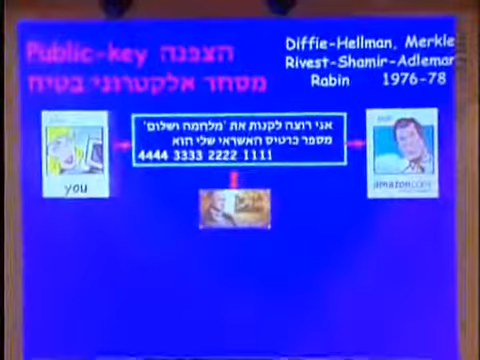 Public-key הצפנה
מסחר אלקטרוני בטיח
Diffie-Hellman, Merkle
Rivest-Shamir-Adleman
Rabin 1976-78
אני רוצה לקנות את 'מלחמה ושלום'
מספר כרטיס האשראי שלי הוא
4444 3333 2222 1111
you
amazon.com